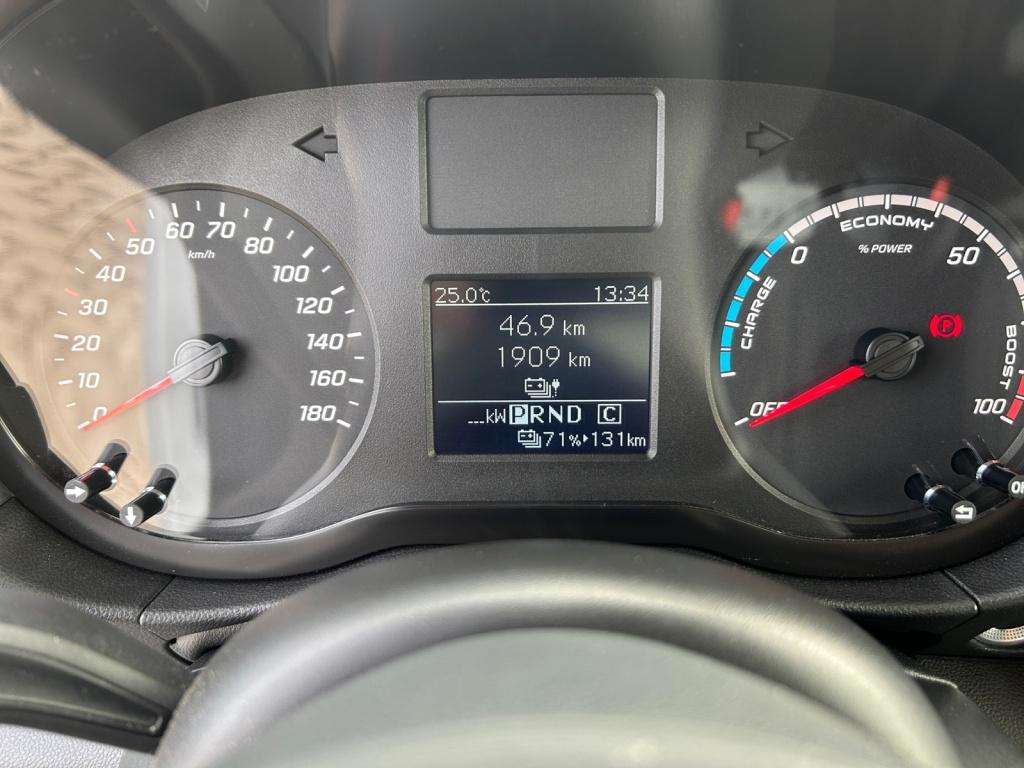 0
10
20
30
40
50
60
70
80
100
120
140
160
180
km/h
25.0°c 13:34
46.9 km
1909 km
---kW PRND C
71%▸131km
OFF
CHARGE
0
ECONOMY
% POWER
50
BOOST
100
P